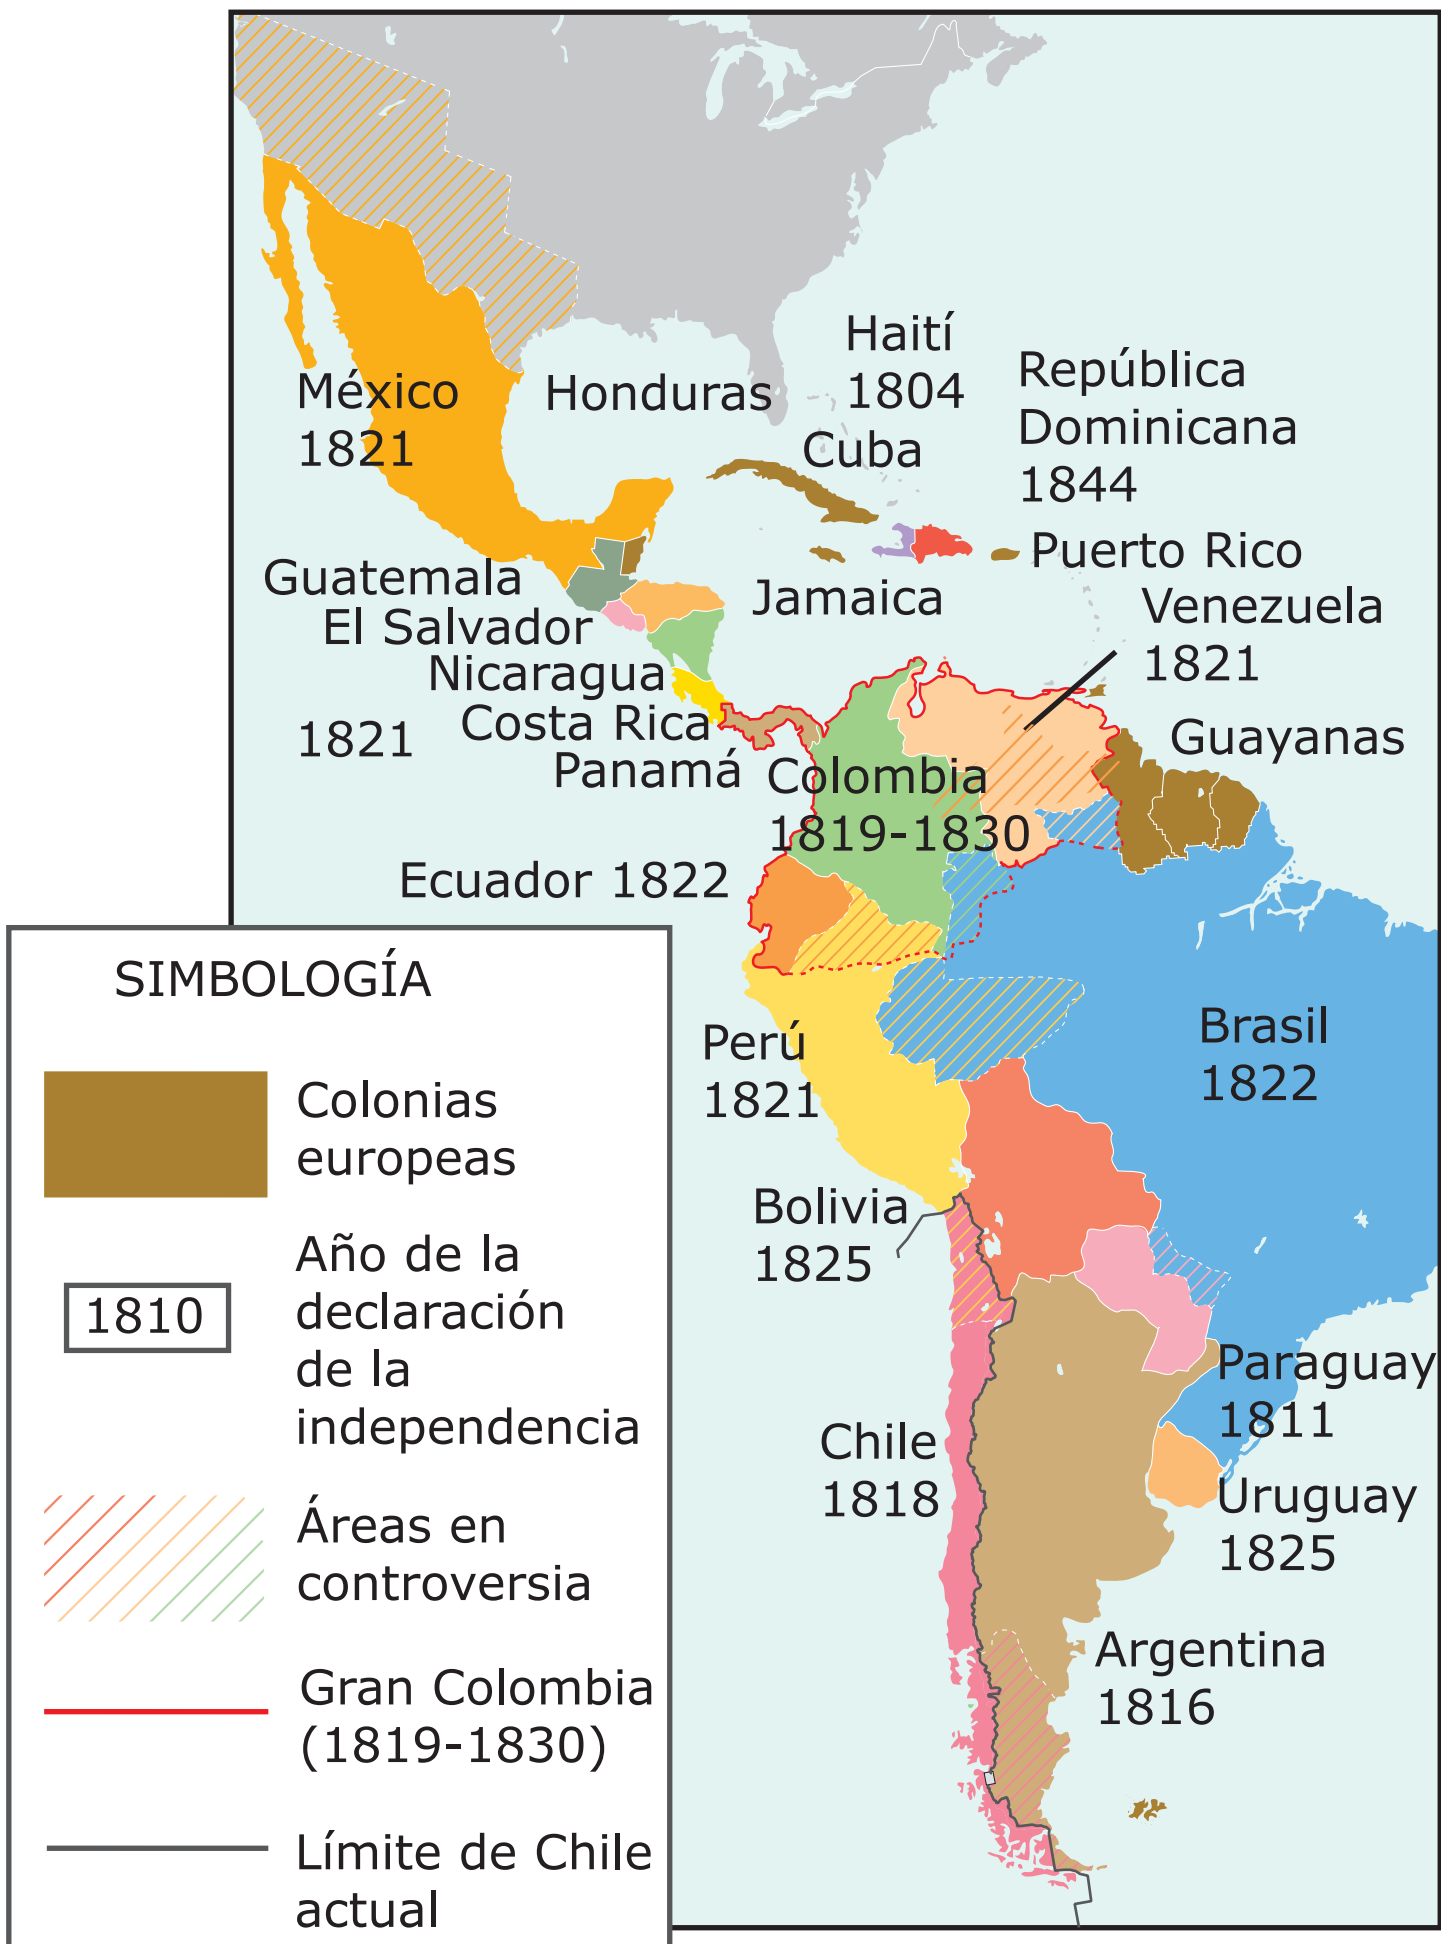 Haití
1804
República
Dominicana
1844
México
1821
Honduras
Cuba
Puerto Rico
Guatemala
Jamaica
Venezuela
1821
El Salvador
Nicaragua
Costa Rica
1821
Panamá
Guayanas
Colombia
1819-1830
Ecuador 1822
Brasil
1822
Perú
1821
Bolivia
1825
Paraguay
1811
Chile
1818
Uruguay
1825
Argentina
1816
SIMBOLOGÍA
Colonias
europeas
1810
Año de la
declaración
de la
independencia
Áreas en
controversia
Gran Colombia
(1819-1830)
Límite de Chile
actual